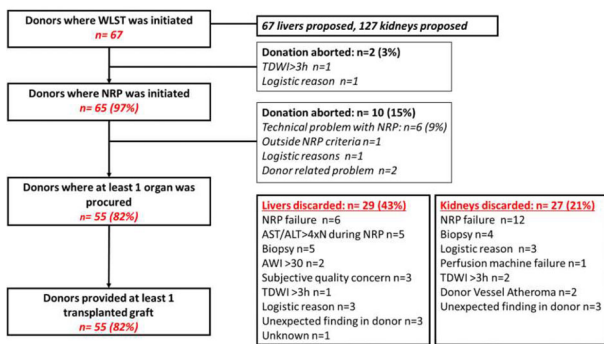 Donors where WLST was initiated
n= 67
67 livers proposed, 127 kidneys proposed
Donation aborted: n=2 (3%)
TDWI>3h n=1
Logistic reason n=1
Donors where NRP was initiated
n= 65 (97%)
Donation aborted: n= 10 (15%)
Technical problem with NRP: n=6 (9%)
Outside NRP criteria n=1
Logistic reasons n=1
Donor related problem n=2
Donors where at least 1 organ was
procured
n= 55 (82%)
Livers discarded: n= 29 (43%)
NRP failure n=6
AST/ALT>4xN during NRP n=5
Biopsy n=5
AWI >30 n=2
Subjective quality concern n=3
TDWI >3h n=1
Logistic reason n=3
Unexpected finding in donor n=3
Unknown n=1
Kidneys discarded: n= 27 (21%)
NRP failure n=12
Biopsy n=4
Logistic reason n=3
Perfusion machine failure n=1
TDWI >3h n=2
Donor Vessel Atheroma n=2
Unexpected finding in donor n=3
Donors provided at least 1
transplanted graft
n= 55 (82%)